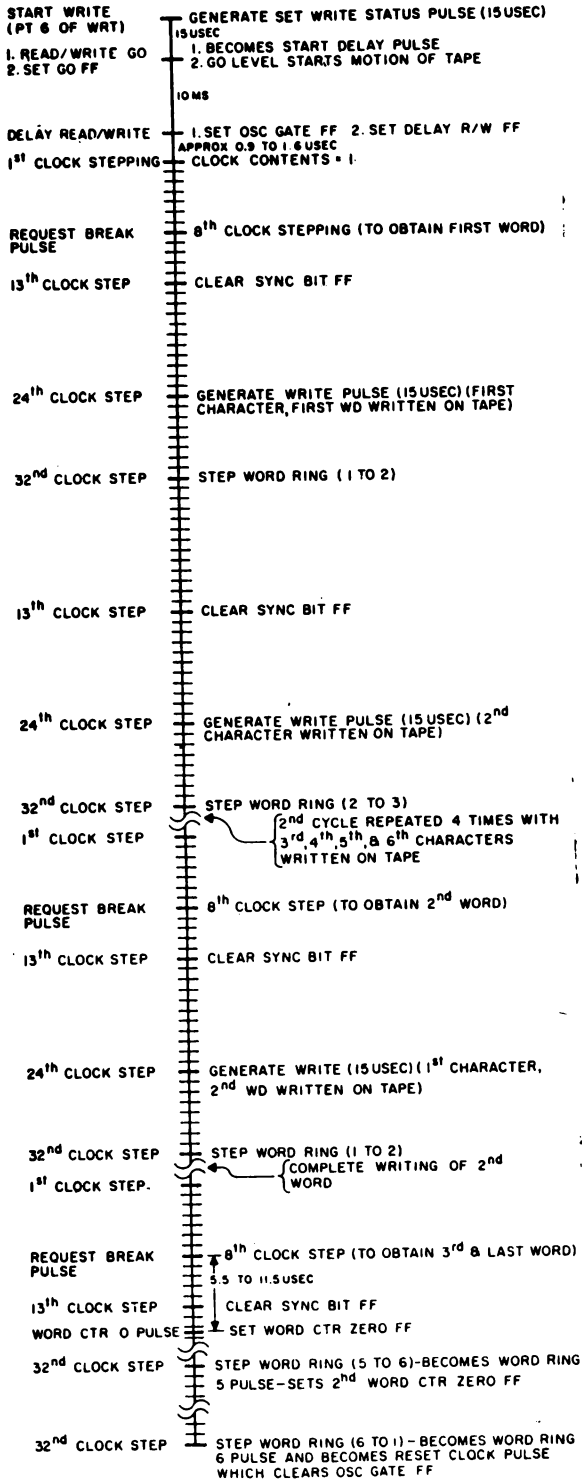 START WRITE
(PT 6 OF WRT)
GENERATE SET WRITE STATUS PULSE (15 USEC)
15 USEC
1. READ/WRITE GO
2. SET GO FF
1. BECOMES START DELAY PULSE
2. GO LEVEL STARTS MOTION OF TAPE
10 MS
DELAY READ/WRITE
1. SET OSC GATE FF 2. SET DELAY R/W FF
APPROX 0.9 TO 1.6 USEC
1st CLOCK STEPPING
CLOCK CONTENTS = 1
REQUEST BREAK
PULSE
8th CLOCK STEPPING (TO OBTAIN FIRST WORD)
13th CLOCK STEP
CLEAR SYNC BIT FF
24th CLOCK STEP
GENERATE WRITE PULSE (15 USEC) (FIRST
CHARACTER, FIRST WD WRITTEN ON TAPE)
32nd CLOCK STEP
STEP WORD RING (1 TO 2)
13th CLOCK STEP
CLEAR SYNC BIT FF
24th CLOCK STEP
GENERATE WRITE PULSE (15 USEC) (2nd
CHARACTER WRITTEN ON TAPE)
32nd CLOCK STEP
STEP WORD RING (2 TO 3)
1st CLOCK STEP
2nd CYCLE REPEATED 4 TIMES WITH
3rd, 4th, 5th, & 6th CHARACTERS
WRITTEN ON TAPE
REQUEST BREAK
PULSE
8th CLOCK STEP (TO OBTAIN 2nd WORD)
13th CLOCK STEP
CLEAR SYNC BIT FF
24th CLOCK STEP
GENERATE WRITE (15 USEC) (1st CHARACTER,
2nd WD WRITTEN ON TAPE)
32nd CLOCK STEP
STEP WORD RING (1 TO 2)
1st CLOCK STEP.
COMPLETE WRITING OF 2nd
WORD
REQUEST BREAK
PULSE
8th CLOCK STEP (TO OBTAIN 3rd & LAST WORD)
5.5 TO 11.5 USEC
13th CLOCK STEP
CLEAR SYNC BIT FF
WORD CTR 0 PULSE
SET WORD CTR ZERO FF
32nd CLOCK STEP
STEP WORD RING (5 TO 6)-BECOMES WORD RING
5 PULSE-SETS 2nd WORD CTR ZERO FF
32nd CLOCK STEP
STEP WORD RING (6 TO 1) - BECOMES WORD RING
6 PULSE AND BECOMES RESET CLOCK PULSE
WHICH CLEARS OSC GATE FF